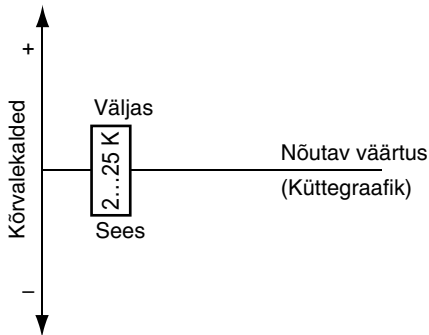 +
Väljas
Kõrvalekalded
2...25 K
Nõutav väärtus
(Küttegraafik)
Sees
–